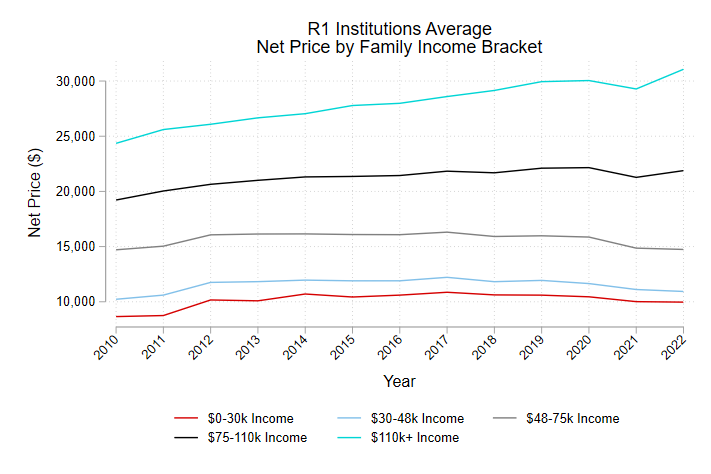 R1 Institutions Average
Net Price by Family Income Bracket
Net Price ($)
30,000
25,000
20,000
15,000
10,000
2010 2011 2012 2013 2014 2015 2016 2017 2018 2019 2020 2021 2022
Year
$0-30k Income $30-48k Income $48-75k Income
$75-110k Income $110k+ Income